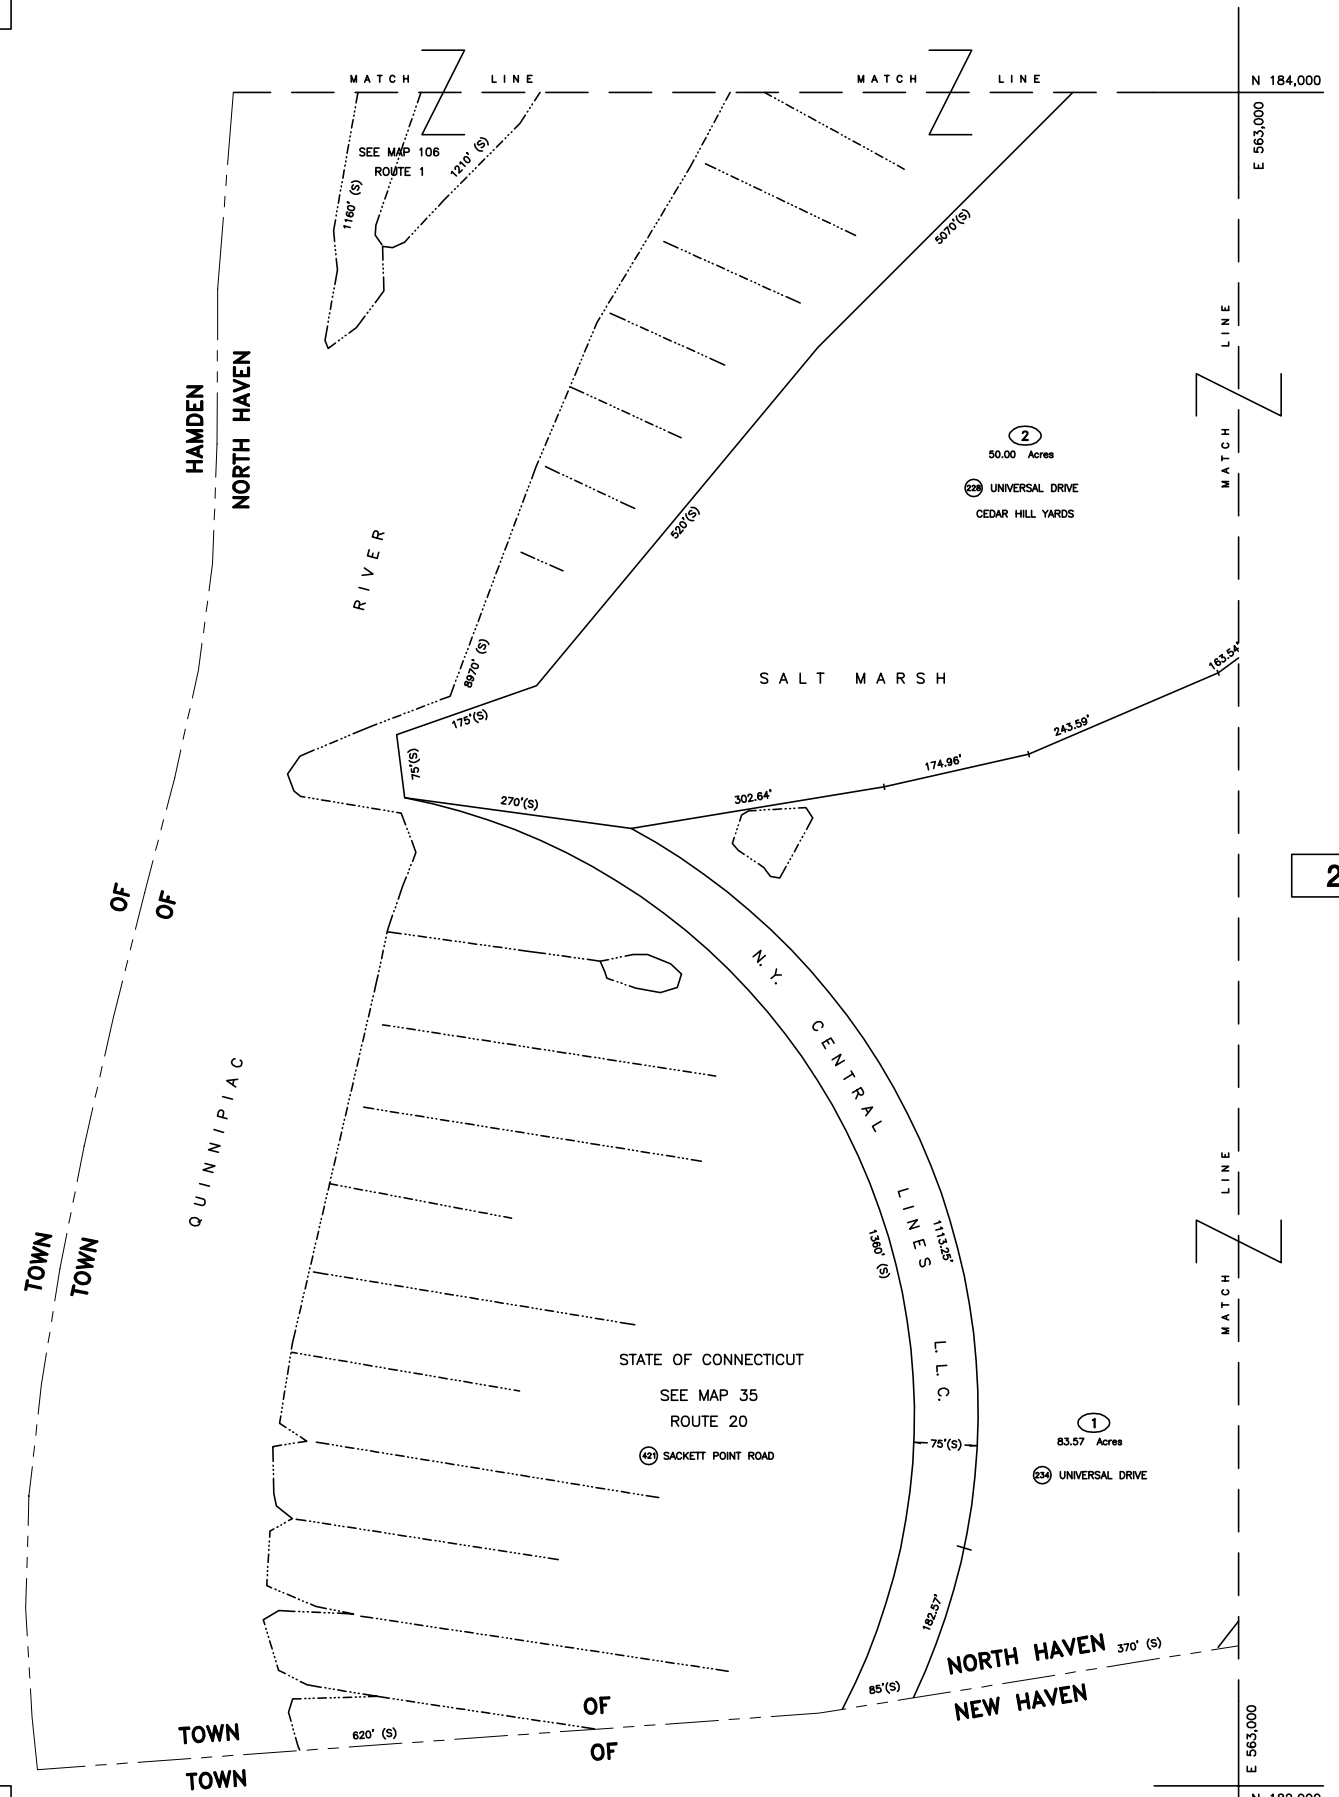 MATCH LINE
MATCH LINE
N 184,000
E 563,000
SEE MAP 106
ROUTE 1
1160' (S)
1210' (S)
5070'(S)
HAMDEN
NORTH HAVEN
MATCH LINE
2
50.00 Acres
228 UNIVERSAL DRIVE
CEDAR HILL YARDS
520'(S)
RIVER
8970' (S)
SALT MARSH
163.54'
175'(S)
243.59'
75'(S)
174.96'
270'(S)
302.64'
2
OF
OF
N. Y. CENTRAL LINES L.L.C.
QUINNIPIAC
1113.25'
1360' (S)
MATCH LINE
TOWN
TOWN
STATE OF CONNECTICUT
SEE MAP 35
ROUTE 20
421 SACKETT POINT ROAD
75'(S)
1
83.57 Acres
234 UNIVERSAL DRIVE
182.57'
NORTH HAVEN
370' (S)
85'(S)
NEW HAVEN
OF
TOWN
620' (S)
OF
TOWN
E 563,000